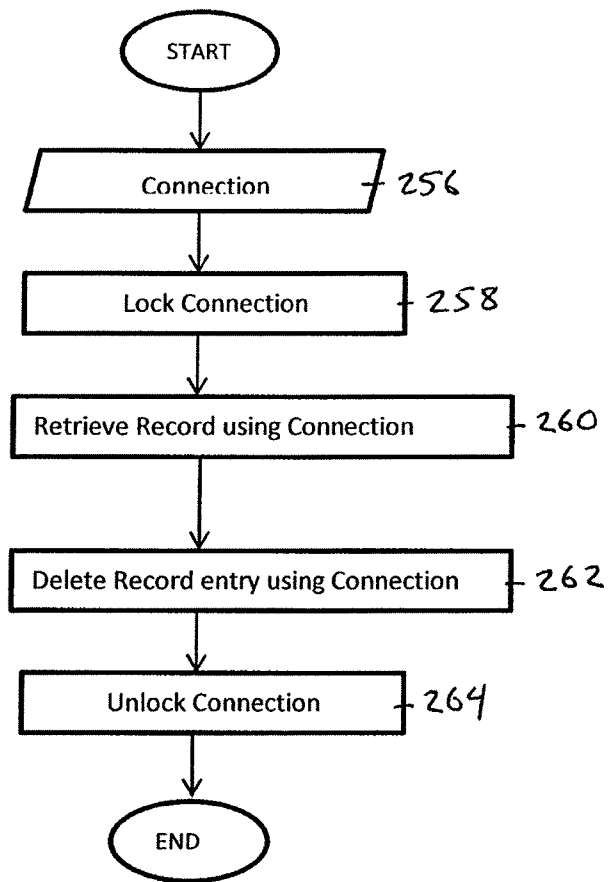 START
Connection 256
Lock Connection 258
Retrieve Record using Connection 260
Delete Record entry using Connection 262
Unlock Connection 264
END